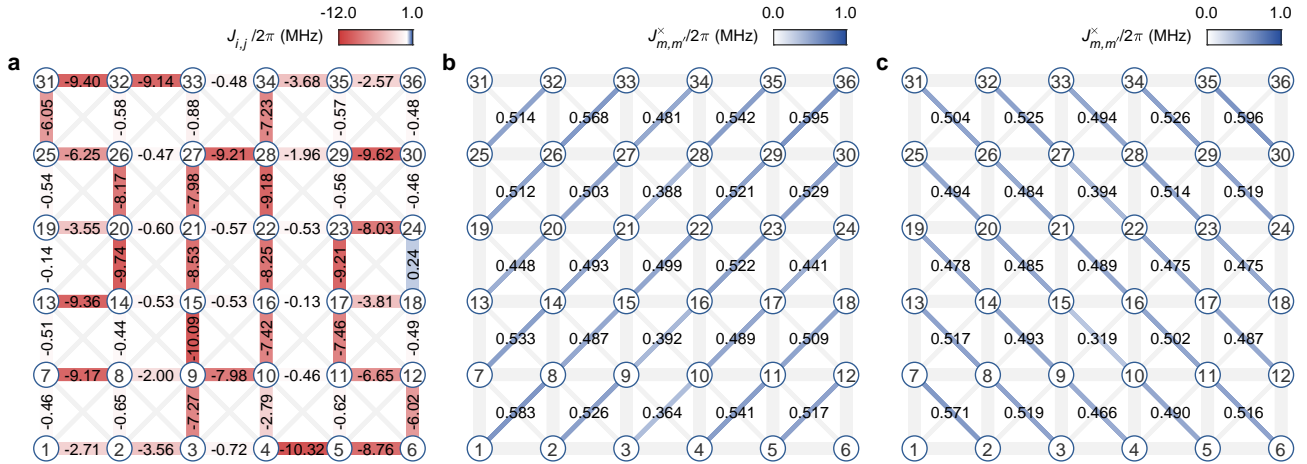 -12.0 1.0
J_{i,j}/2π (MHz)
0.0 1.0
J^×_{m,m′}/2π (MHz)
0.0 1.0
J^×_{m,m′}/2π (MHz)
a
31 -9.40 32 -9.14 33 -0.48 34 -3.68 35 -2.57 36
-6.05 -0.58 -0.88 -7.23 -0.57 -0.48
25 -6.25 26 -0.47 27 -9.21 28 -1.96 29 -9.62 30
-0.54 -8.17 -7.98 -9.18 -0.56 -0.46
19 -3.55 20 -0.60 21 -0.57 22 -0.53 23 -8.03 24
-0.14 -9.74 -8.53 -8.25 -9.21 0.24
13 -9.36 14 -0.53 15 -0.53 16 -0.13 17 -3.81 18
-0.51 -0.44 -10.09 -7.42 -7.46 -0.49
7 -9.17 8 -2.00 9 -7.98 10 -0.46 11 -6.65 12
-0.46 -0.65 -7.27 -2.79 -0.62 -6.02
1 -2.71 2 -3.56 3 -0.72 4 -10.32 5 -8.76 6
b
31 32 33 34 35 36
0.514 0.568 0.481 0.542 0.595
25 26 27 28 29 30
0.512 0.503 0.388 0.521 0.529
19 20 21 22 23 24
0.448 0.493 0.499 0.522 0.441
13 14 15 16 17 18
0.533 0.487 0.392 0.489 0.509
7 8 9 10 11 12
0.583 0.526 0.364 0.541 0.517
1 2 3 4 5 6
c
31 32 33 34 35 36
0.504 0.525 0.494 0.526 0.596
25 26 27 28 29 30
0.494 0.484 0.394 0.514 0.519
19 20 21 22 23 24
0.478 0.485 0.489 0.475 0.475
13 14 15 16 17 18
0.517 0.493 0.319 0.502 0.487
7 8 9 10 11 12
0.571 0.519 0.466 0.490 0.516
1 2 3 4 5 6